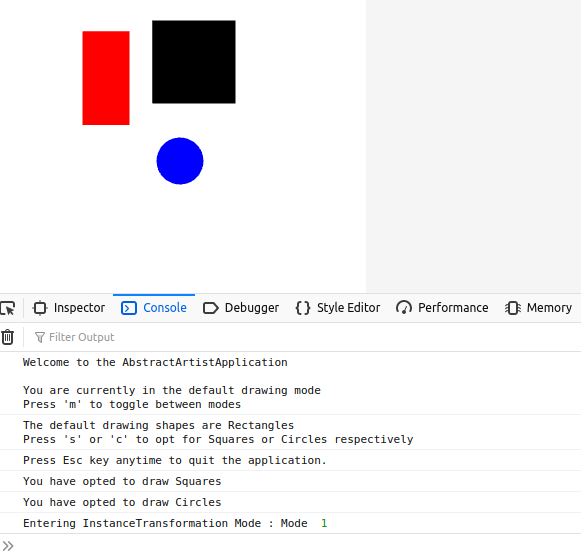 Inspector Console Debugger Style Editor Performance Memory
Filter Output
Welcome to the AbstractArtistApplication
You are currently in the default drawing mode
Press 'm' to toggle between modes
The default drawing shapes are Rectangles
Press 's' or 'c' to opt for Squares or Circles respectively
Press Esc key anytime to quit the application.
You have opted to draw Squares
You have opted to draw Circles
Entering InstanceTransformation Mode : Mode 1